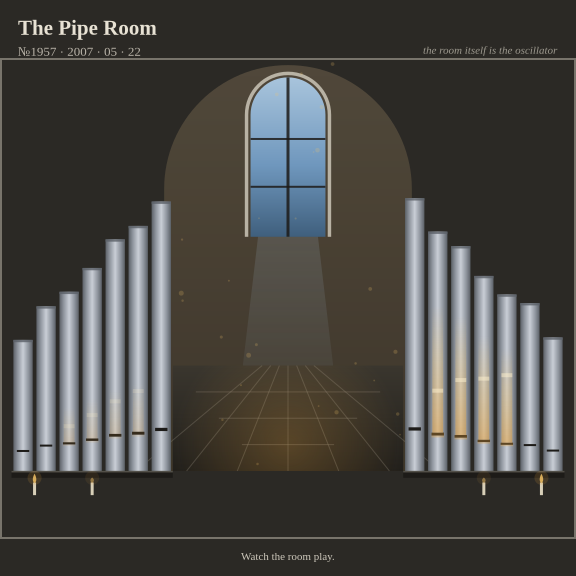 The Pipe Room
№1957 · 2007 · 05 · 22
the room itself is the oscillator
Watch the room play.